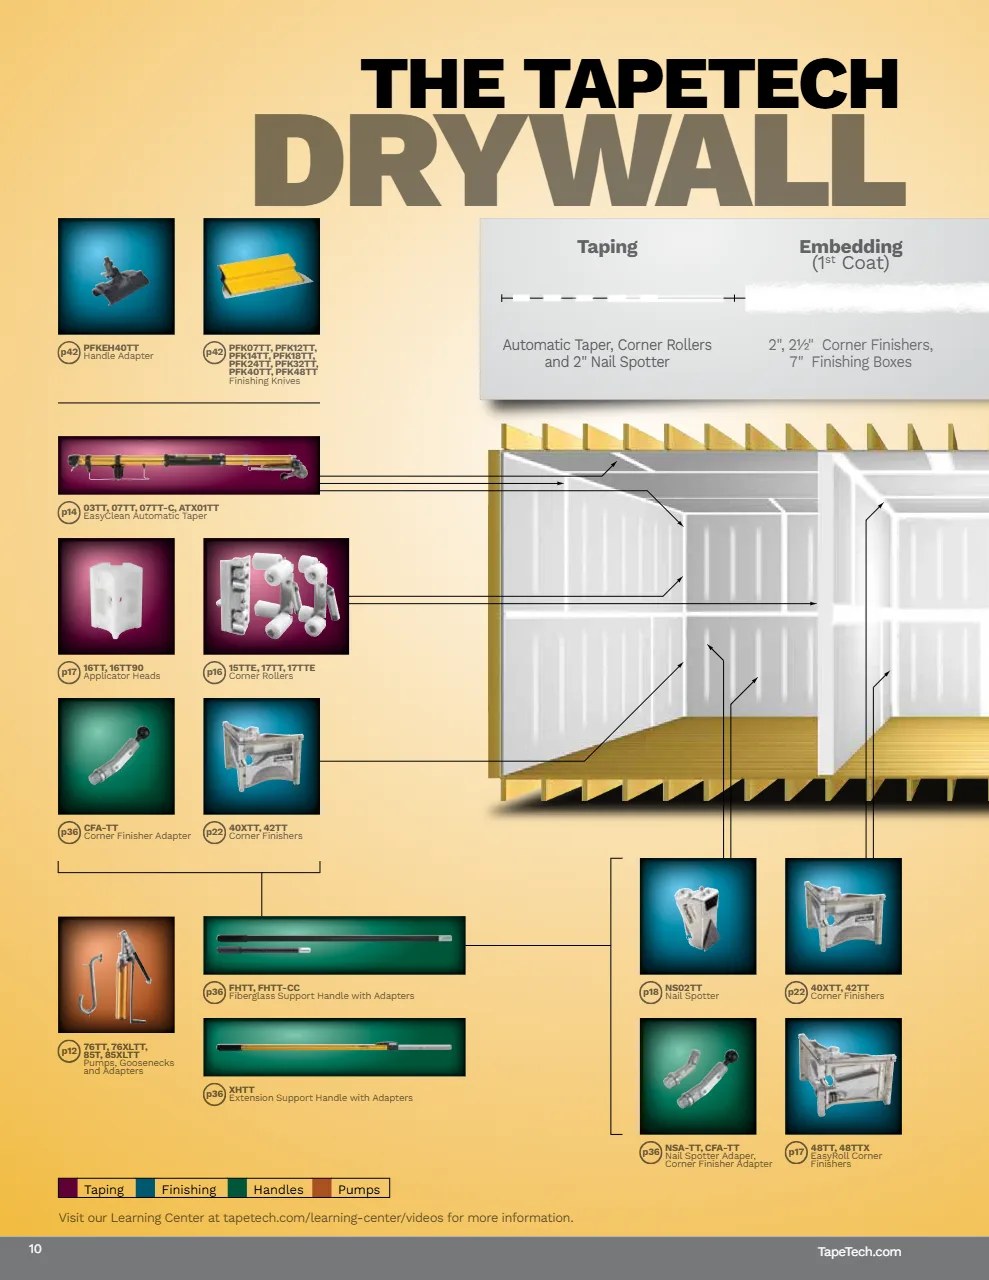 THE TAPETECH
DRYWALL
Taping
Embedding
(1st Coat)
Automatic Taper, Corner Rollers
and 2" Nail Spotter
2", 2½" Corner Finishers,
7" Finishing Boxes
p42 PFKEH40TT
Handle Adapter
p42 PFK07TT, PFK12TT,
PFK14TT, PFK18TT,
PFK24TT, PFK32TT,
PFK40TT, PFK48TT
Finishing Knives
p14 03TT, 07TT, 07TT-C, ATX01TT
EasyClean Automatic Taper
p17 16TT, 16TT90
Applicator Heads
p16 15TTE, 17TT, 17TTE
Corner Rollers
p36 CFA-TT
Corner Finisher Adapter
p22 40XTT, 42TT
Corner Finishers
p12 76TT, 76XLTT,
85T, 85XLTT
Pumps, Goosenecks
and Adapters
p36 FHTT, FHTT-CC
Fiberglass Support Handle with Adapters
p36 XHTT
Extension Support Handle with Adapters
p18 NS02TT
Nail Spotter
p22 40XTT, 42TT
Corner Finishers
p36 NSA-TT, CFA-TT
Nail Spotter Adaper,
Corner Finisher Adapter
p17 48TT, 48TTX
EasyRoll Corner
Finishers
Taping Finishing Handles Pumps
Visit our Learning Center at tapetech.com/learning-center/videos for more information.
10
TapeTech.com